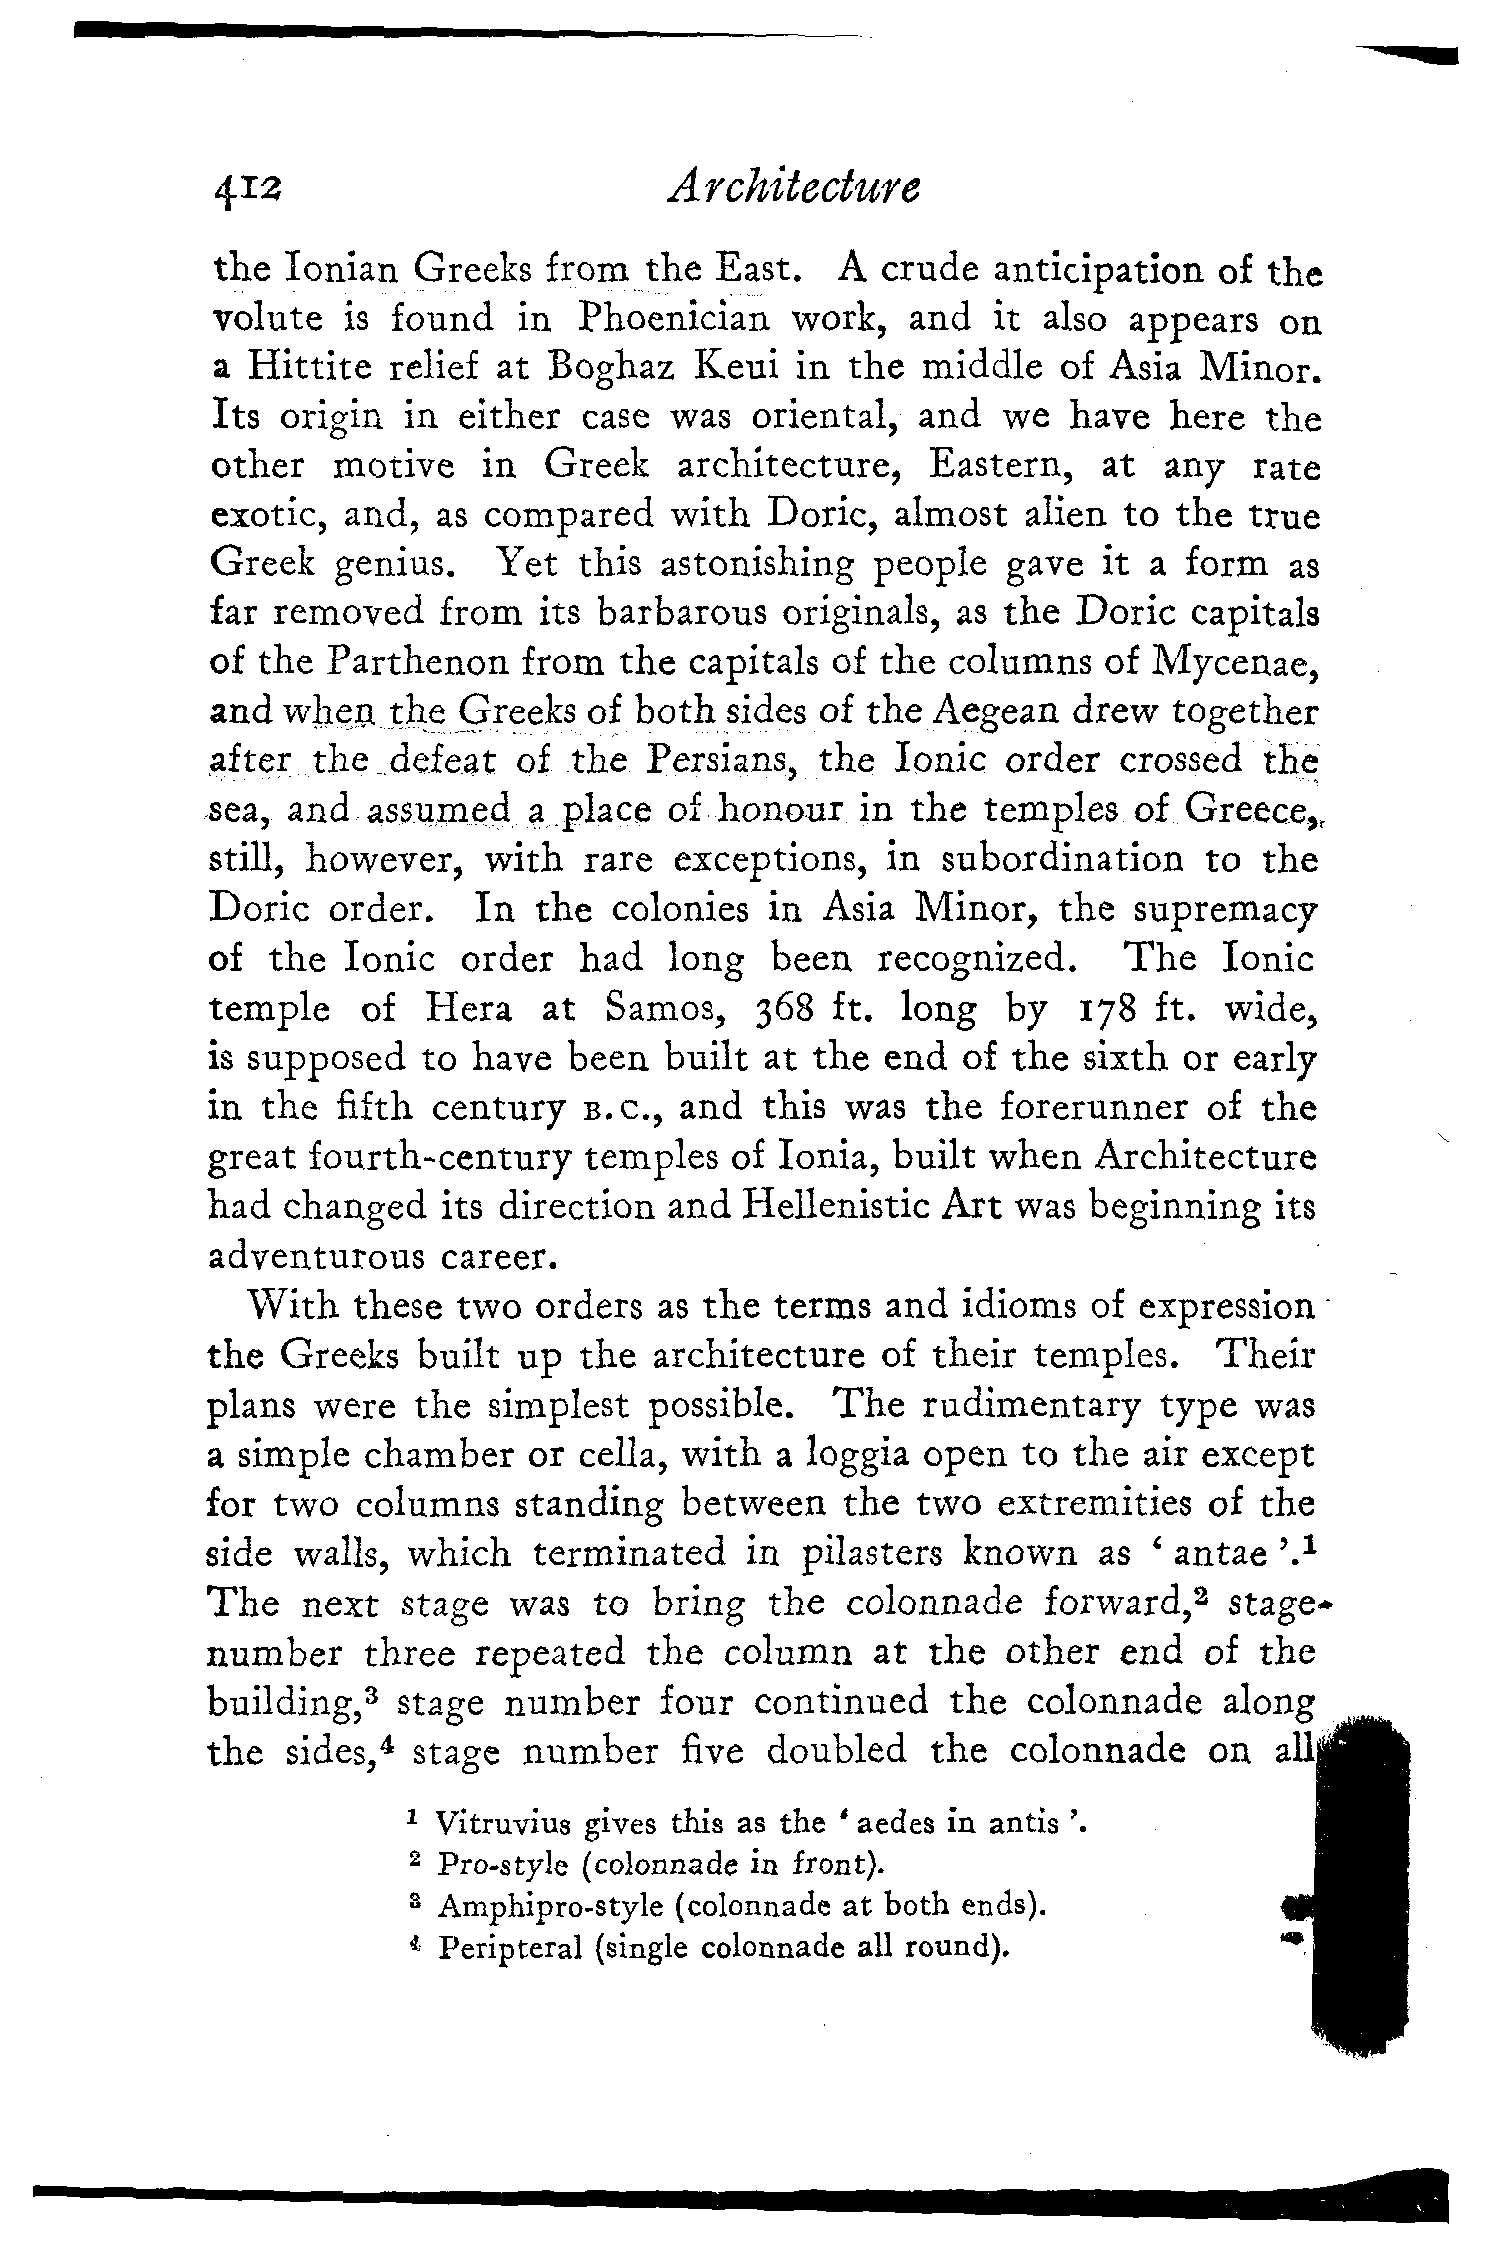 412 Architecture
the Ionian Greeks from the East. A crude anticipation of the
volute is found in Phoenician work, and it also appears on
a Hittite relief at Boghaz Keui in the middle of Asia Minor.
Its origin in either case was oriental, and we have here the
other motive in Greek architecture, Eastern, at any rate
exotic, and, as compared with Doric, almost alien to the true
Greek genius. Yet this astonishing people gave it a form as
far removed from its barbarous originals, as the Doric capitals
of the Parthenon from the capitals of the columns of Mycenae,
and when the Greeks of both sides of the Aegean drew together
after the defeat of the Persians, the Ionic order crossed the
sea, and assumed a place of honour in the temples of Greece,
still, however, with rare exceptions, in subordination to the
Doric order. In the colonies in Asia Minor, the supremacy
of the Ionic order had long been recognized. The Ionic
temple of Hera at Samos, 368 ft. long by 178 ft. wide,
is supposed to have been built at the end of the sixth or early
in the fifth century B.C., and this was the forerunner of the
great fourth-century temples of Ionia, built when Architecture
had changed its direction and Hellenistic Art was beginning its
adventurous career.
With these two orders as the terms and idioms of expression
the Greeks built up the architecture of their temples. Their
plans were the simplest possible. The rudimentary type was
a simple chamber or cella, with a loggia open to the air except
for two columns standing between the two extremities of the
side walls, which terminated in pilasters known as ‘ antae ’.¹
The next stage was to bring the colonnade forward,² stage
number three repeated the column at the other end of the
building,³ stage number four continued the colonnade along
the sides,⁴ stage number five doubled the colonnade on all
¹ Vitruvius gives this as the ‘ aedes in antis ’.
² Pro-style (colonnade in front).
³ Amphipro-style (colonnade at both ends).
⁴ Peripteral (single colonnade all round).